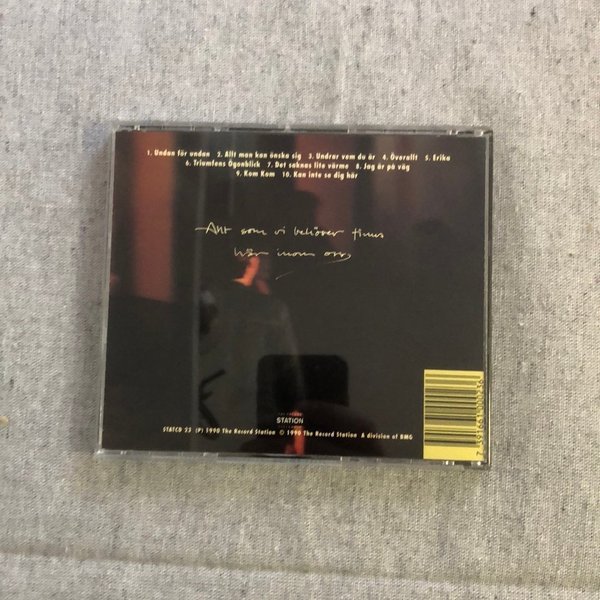 1. Undan för undan 2. Allt man kan önska sig 3. Undrar vem du är 4. Överallt 5. Erika
6. Triumfens Ögonblick 7. Det saknas lite värme 8. Jag är på väg
9. Kom Kom 10. Kan inte se dig här
Allt som vi behöver finns
här inom oss
STATION
STATCD 23 (P) 1990 The Record Station © 1990 The Record Station A division of BMG